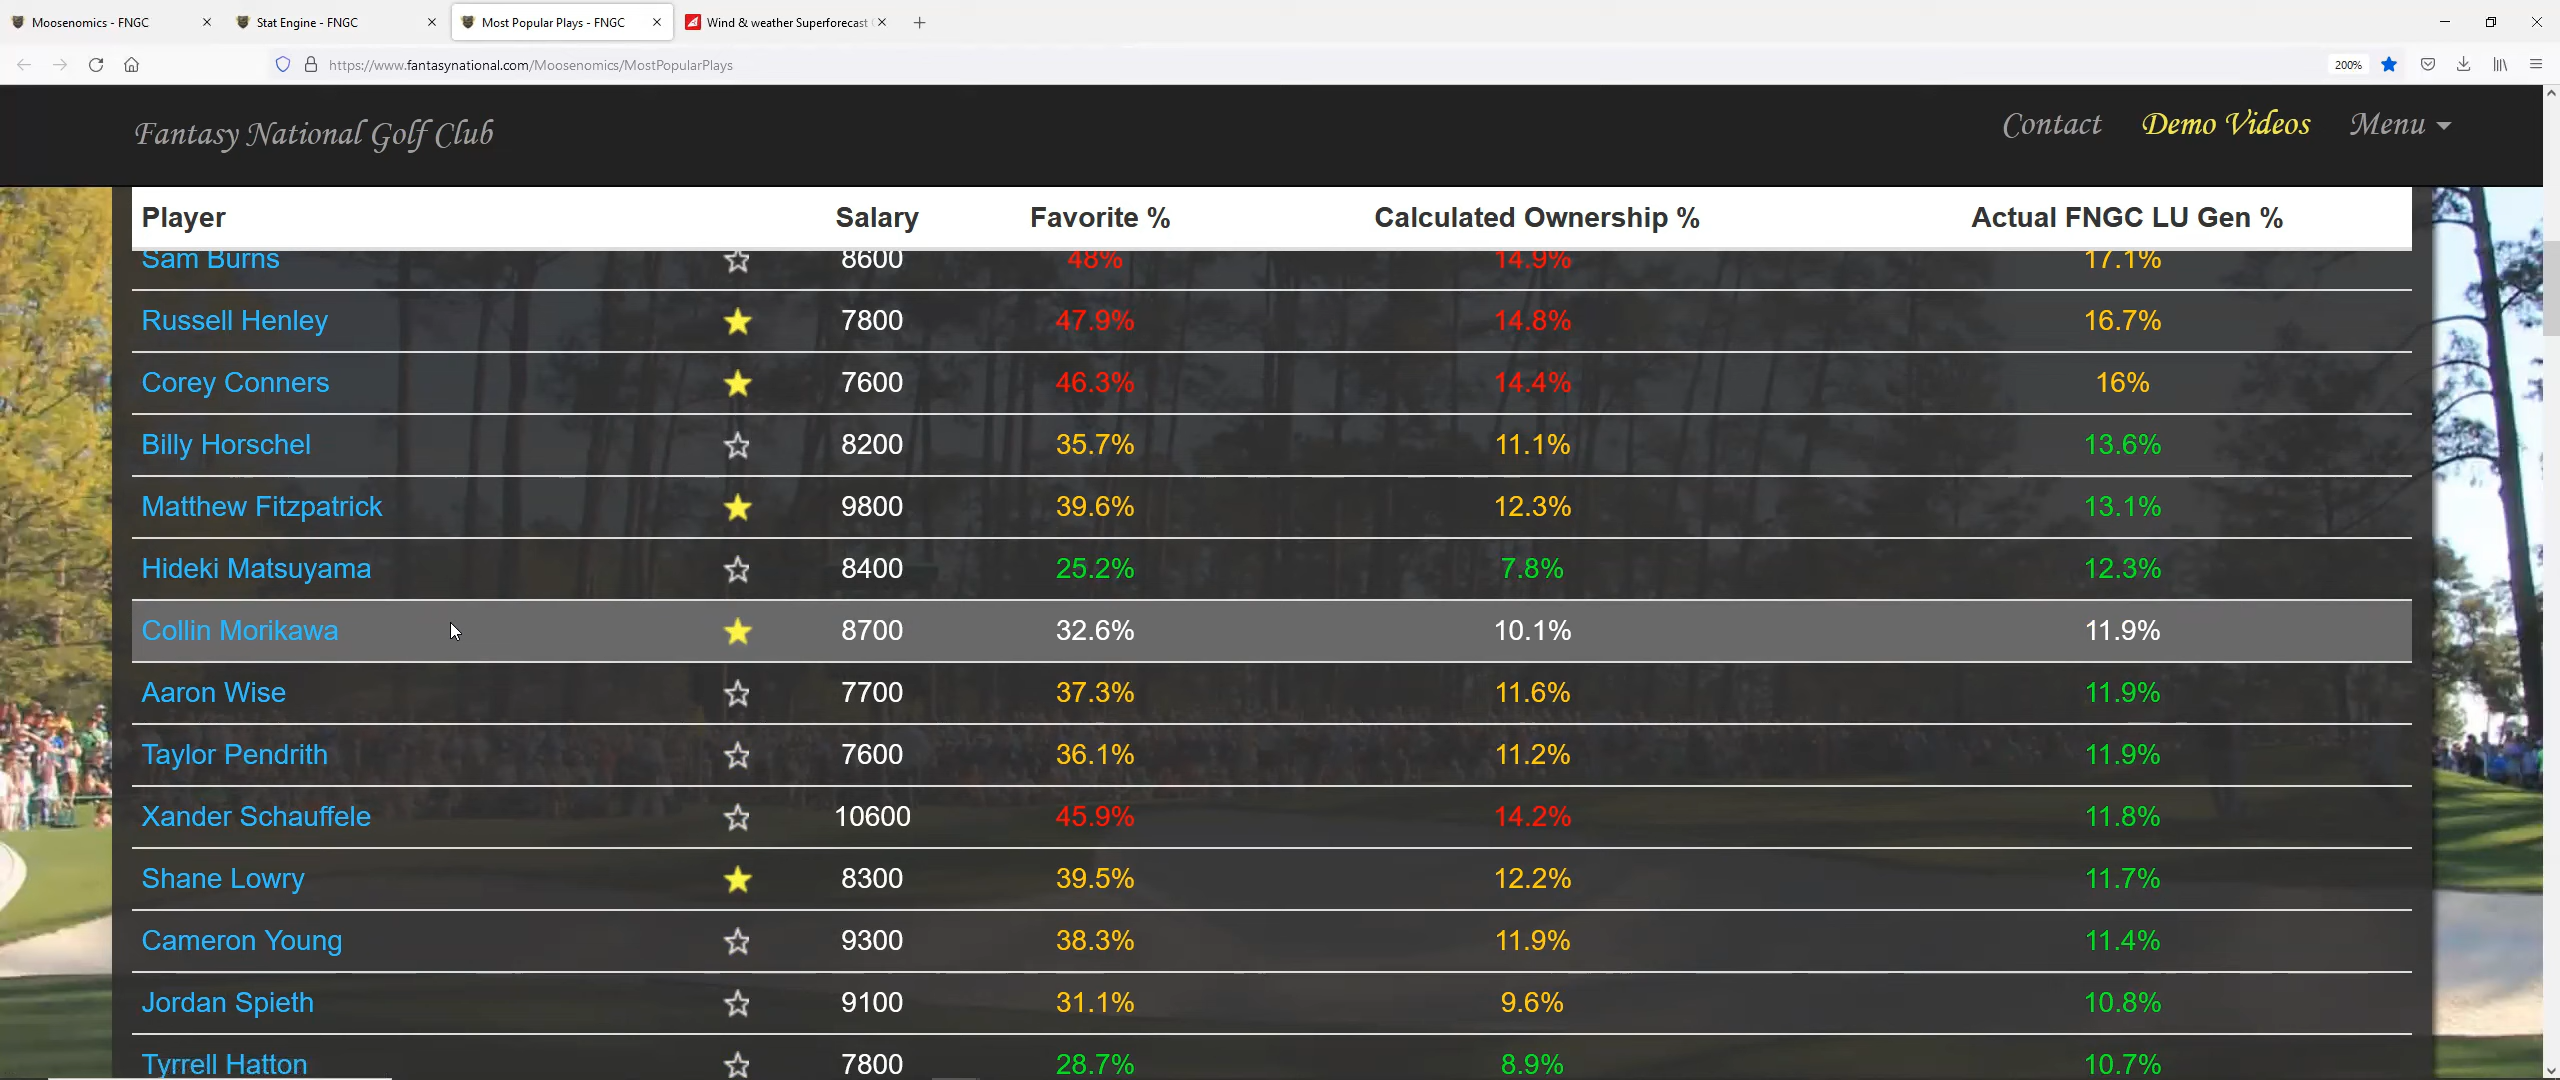 Moosenomics - FNGC
Stat Engine - FNGC
Most Popular Plays - FNGC
Wind & weather Superforecast
https://www.fantasynational.com/Moosenomics/MostPopularPlays
200%
Fantasy National Golf Club
Contact
Demo Videos
Menu
Player Salary Favorite % Calculated Ownership % Actual FNGC LU Gen %
Sam Burns 8600 48% 14.9% 17.1%
Russell Henley 7800 47.9% 14.8% 16.7%
Corey Conners 7600 46.3% 14.4% 16%
Billy Horschel 8200 35.7% 11.1% 13.6%
Matthew Fitzpatrick 9800 39.6% 12.3% 13.1%
Hideki Matsuyama 8400 25.2% 7.8% 12.3%
Collin Morikawa 8700 32.6% 10.1% 11.9%
Aaron Wise 7700 37.3% 11.6% 11.9%
Taylor Pendrith 7600 36.1% 11.2% 11.9%
Xander Schauffele 10600 45.9% 14.2% 11.8%
Shane Lowry 8300 39.5% 12.2% 11.7%
Cameron Young 9300 38.3% 11.9% 11.4%
Jordan Spieth 9100 31.1% 9.6% 10.8%
Tyrrell Hatton 7800 28.7% 8.9% 10.7%